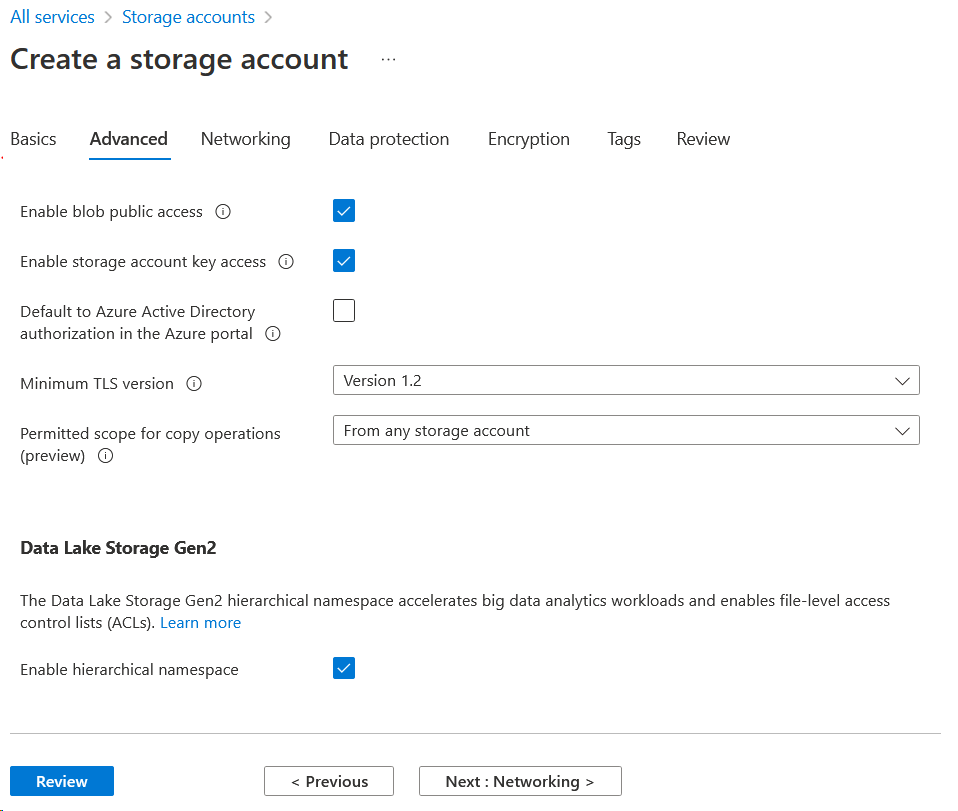 All services > Storage accounts >
Create a storage account ...
Basics Advanced Networking Data protection Encryption Tags Review
Enable blob public access
Enable storage account key access
Default to Azure Active Directory
authorization in the Azure portal
Minimum TLS version Version 1.2
Permitted scope for copy operations From any storage account
(preview)
Data Lake Storage Gen2
The Data Lake Storage Gen2 hierarchical namespace accelerates big data analytics workloads and enables file-level access
control lists (ACLs). Learn more
Enable hierarchical namespace
Review < Previous Next : Networking >